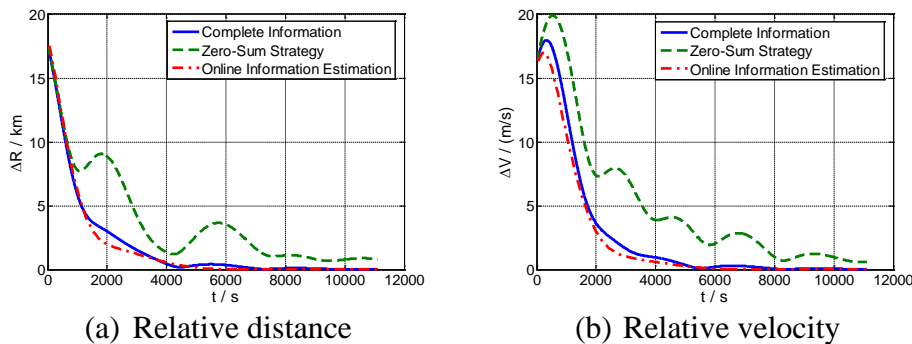 20
15
10
5
0
ΔR / km
Complete Information
Zero-Sum Strategy
Online Information Estimation
0 2000 4000 6000 8000 10000 12000
t / s
(a) Relative distance
20
15
10
5
0
ΔV / (m/s)
Complete Information
Zero-Sum Strategy
Online Information Estimation
0 2000 4000 6000 8000 10000 12000
t / s
(b) Relative velocity